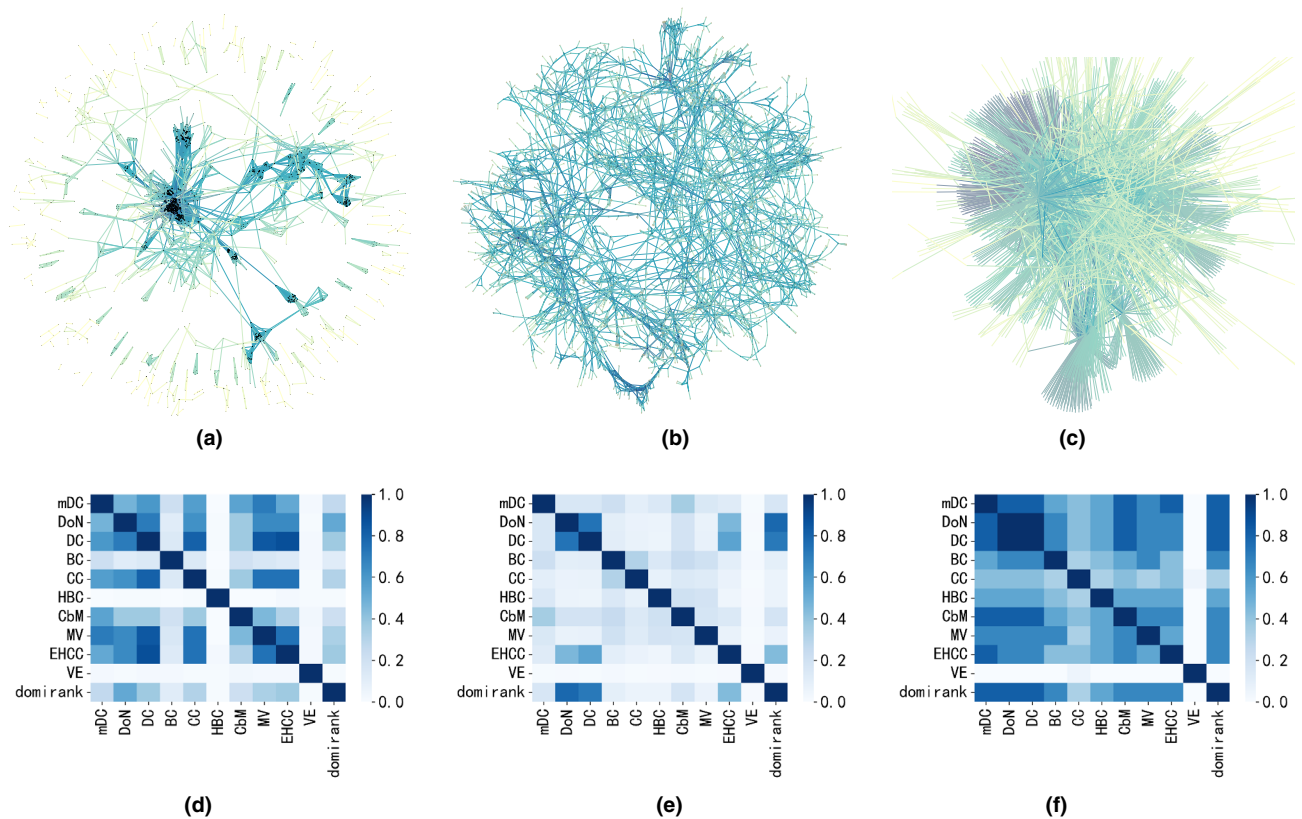 (a)
(b)
(c)
mDC
DoN
DC
BC
CC
HBC
CbM
MV
EHCC
VE
domirank
mDC DoN DC BC CC HBC CbM MV EHCC VE domirank
1.0
0.8
0.6
0.4
0.2
0.0
mDC
DoN
DC
BC
CC
HBC
CbM
MV
EHCC
VE
domirank
mDC DoN DC BC CC HBC CbM MV EHCC VE domirank
1.0
0.8
0.6
0.4
0.2
0.0
mDC
DoN
DC
BC
CC
HBC
CbM
MV
EHCC
VE
domirank
mDC DoN DC BC CC HBC CbM MV EHCC VE domirank
1.0
0.8
0.6
0.4
0.2
0.0
(d)
(e)
(f)